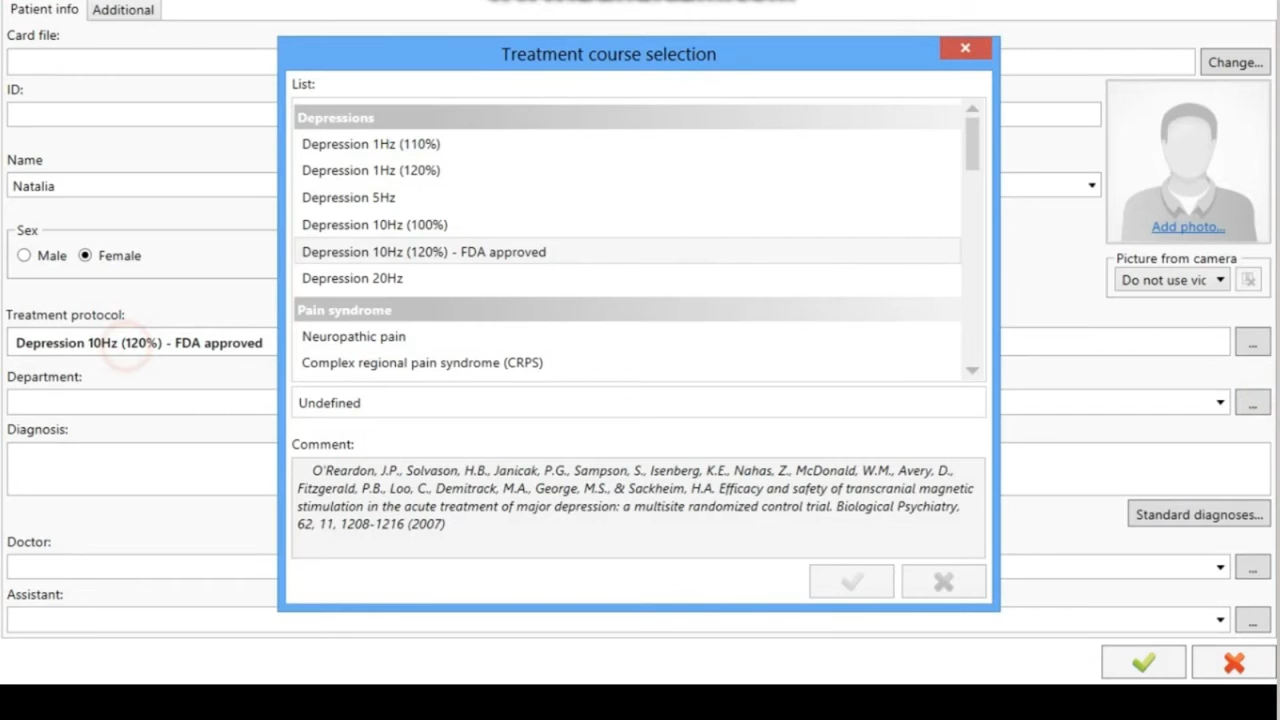 Patient info
Additional
Card file:
Change...
ID:
Name
Natalia
Sex
Male
Female
Add photo...
Picture from camera
Do not use vic
Treatment protocol:
Depression 10Hz (120%) - FDA approved
...
Department:
...
Diagnosis:
Standard diagnoses...
Doctor:
...
Assistant:
...
Treatment course selection
List:
Depressions
Depression 1Hz (110%)
Depression 1Hz (120%)
Depression 5Hz
Depression 10Hz (100%)
Depression 10Hz (120%) - FDA approved
Depression 20Hz
Pain syndrome
Neuropathic pain
Complex regional pain syndrome (CRPS)
Undefined
Comment:
O'Reardon, J.P., Solvason, H.B., Janicak, P.G., Sampson, S., Isenberg, K.E., Nahas, Z., McDonald, W.M., Avery, D.,
Fitzgerald, P.B., Loo, C., Demitrack, M.A., George, M.S., & Sackheim, H.A. Efficacy and safety of transcranial magnetic
stimulation in the acute treatment of major depression: a multisite randomized control trial. Biological Psychiatry,
62, 11, 1208-1216 (2007)